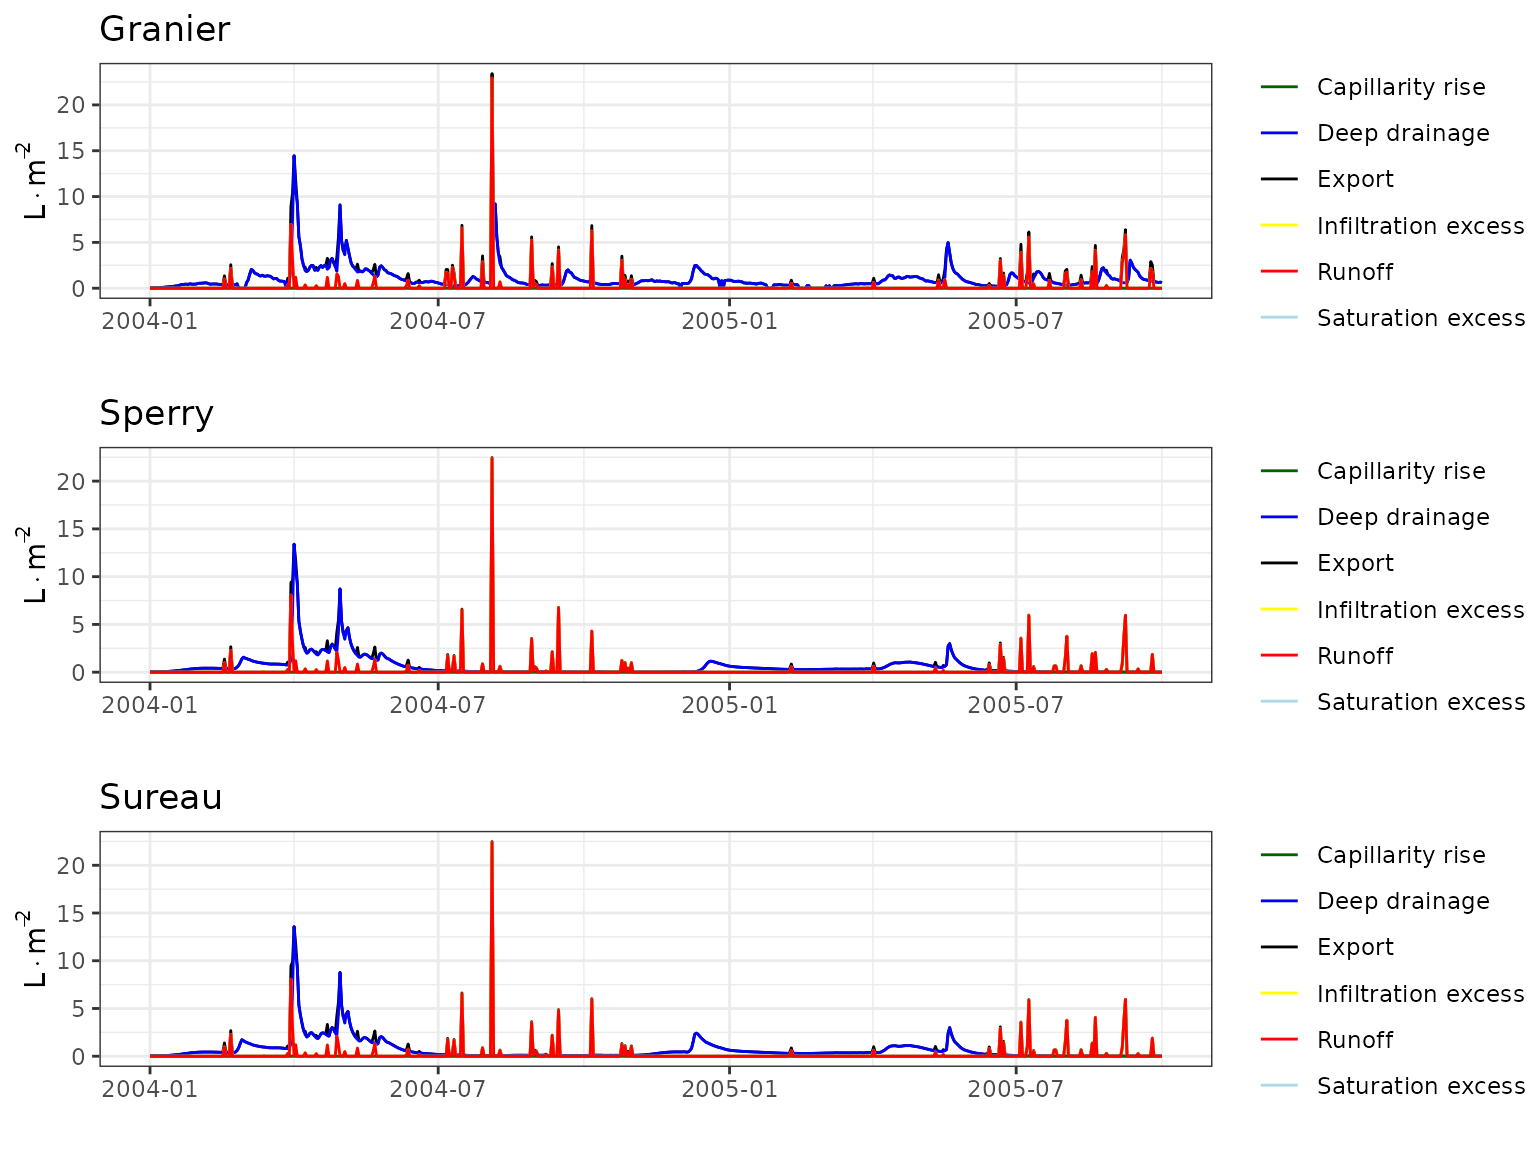 Granier
L·m⁻²
20
15
10
5
0
2004-01 2004-07 2005-01 2005-07
Capillarity rise
Deep drainage
Export
Infiltration excess
Runoff
Saturation excess
Sperry
L·m⁻²
20
15
10
5
0
2004-01 2004-07 2005-01 2005-07
Capillarity rise
Deep drainage
Export
Infiltration excess
Runoff
Saturation excess
Sureau
L·m⁻²
20
15
10
5
0
2004-01 2004-07 2005-01 2005-07
Capillarity rise
Deep drainage
Export
Infiltration excess
Runoff
Saturation excess